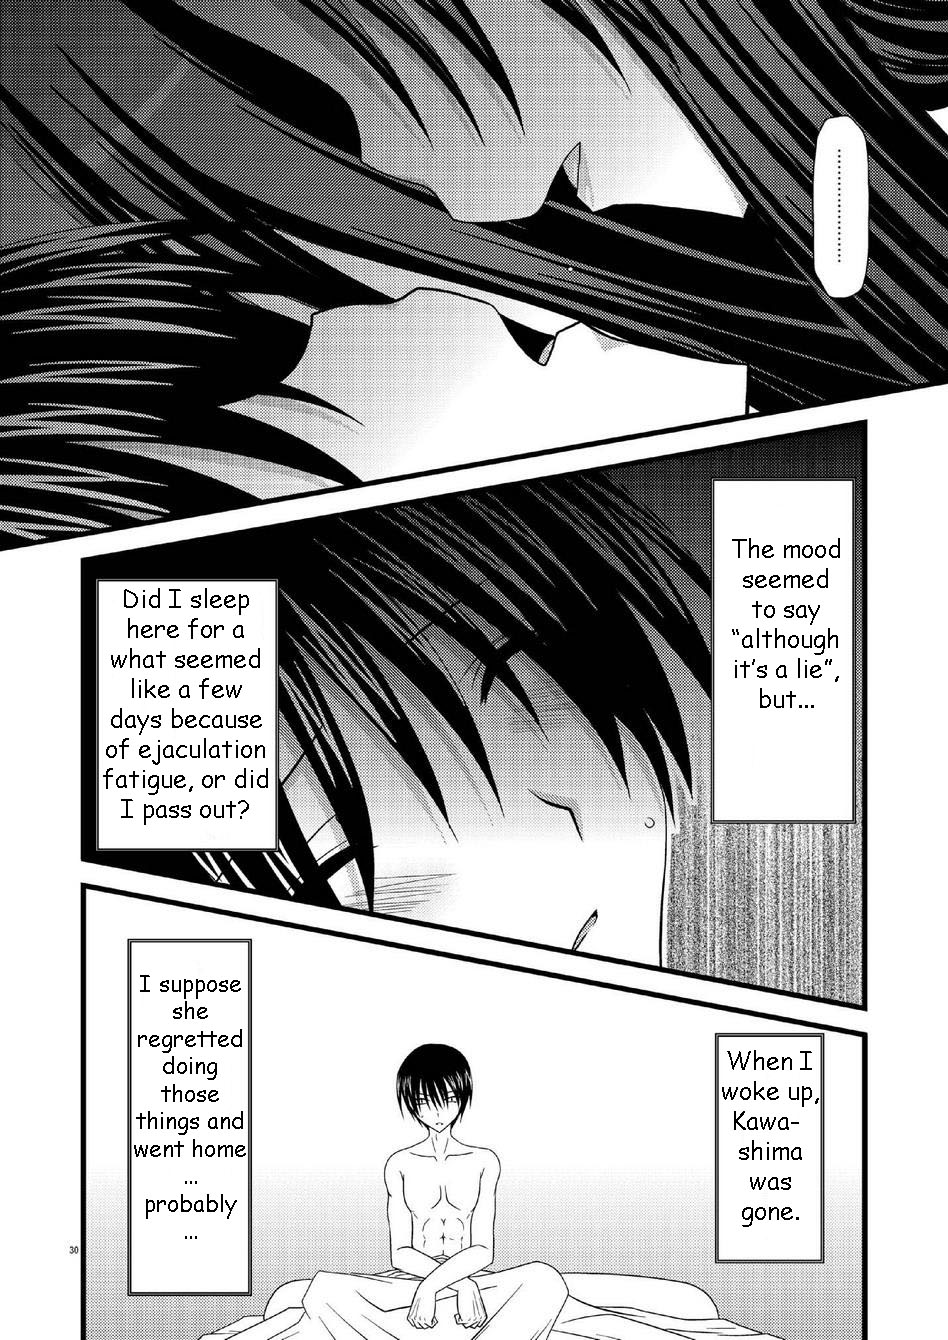 ...............
The mood
seemed
to say
“although
it's a lie”,
but...
Did I sleep
here for a
what seemed
like a few
days because
of ejaculation
fatigue, or did
I pass out?
When I
woke up,
Kawa-
shima
was
gone.
I suppose
she
regretted
doing
those
things and
went home
...
probably
...
30